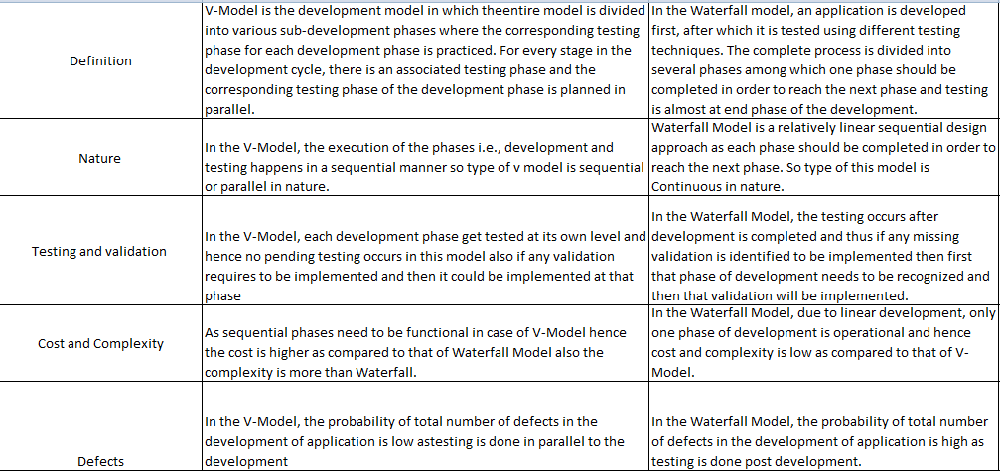 Definition
V-Model is the development model in which theentire model is divided
into various sub-development phases where the corresponding testing
phase for each development phase is practiced. For every stage in the
development cycle, there is an associated testing phase and the
corresponding testing phase of the development phase is planned in
parallel.
In the Waterfall model, an application is developed
first, after which it is tested using different testing
techniques. The complete process is divided into
several phases among which one phase should be
completed in order to reach the next phase and testing
is almost at end phase of the development.
Nature
In the V-Model, the execution of the phases i.e., development and
testing happens in a sequential manner so type of v model is sequential
or parallel in nature.
Waterfall Model is a relatively linear sequential design
approach as each phase should be completed in order to
reach the next phase. So type of this model is
Continuous in nature.
Testing and validation
In the V-Model, each development phase get tested at its own level and
hence no pending testing occurs in this model also if any validation
requires to be implemented and then it could be implemented at that
phase
In the Waterfall Model, the testing occurs after
development is completed and thus if any missing
validation is identified to be implemented then first
that phase of development needs to be recognized and
then that validation will be implemented.
Cost and Complexity
As sequential phases need to be functional in case of V-Model hence
the cost is higher as compared to that of Waterfall Model also the
complexity is more than Waterfall.
In the Waterfall Model, due to linear development, only
one phase of development is operational and hence
cost and complexity is low as compared to that of V-
Model.
Defects
In the V-Model, the probability of total number of defects in the
development of application is low astesting is done in parallel to the
development
In the Waterfall Model, the probability of total number
of defects in the development of application is high as
testing is done post development.